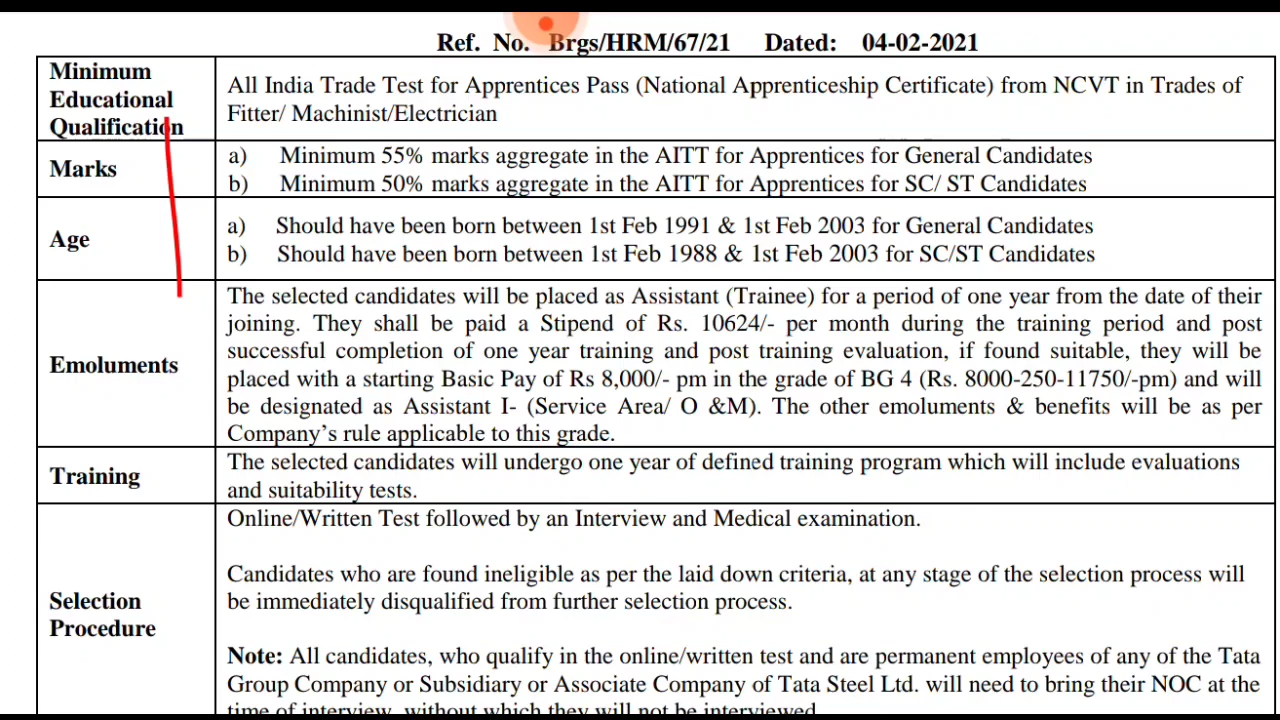 Ref. No. Brgs/HRM/67/21 Dated: 04-02-2021
Minimum
Educational
Qualification
All India Trade Test for Apprentices Pass (National Apprenticeship Certificate) from NCVT in Trades of
Fitter/ Machinist/Electrician
Marks
a) Minimum 55% marks aggregate in the AITT for Apprentices for General Candidates
b) Minimum 50% marks aggregate in the AITT for Apprentices for SC/ ST Candidates
Age
a) Should have been born between 1st Feb 1991 & 1st Feb 2003 for General Candidates
b) Should have been born between 1st Feb 1988 & 1st Feb 2003 for SC/ST Candidates
Emoluments
The selected candidates will be placed as Assistant (Trainee) for a period of one year from the date of their
joining. They shall be paid a Stipend of Rs. 10624/- per month during the training period and post
successful completion of one year training and post training evaluation, if found suitable, they will be
placed with a starting Basic Pay of Rs 8,000/- pm in the grade of BG 4 (Rs. 8000-250-11750/-pm) and will
be designated as Assistant I- (Service Area/ O &M). The other emoluments & benefits will be as per
Company's rule applicable to this grade.
Training
The selected candidates will undergo one year of defined training program which will include evaluations
and suitability tests.
Selection
Procedure
Online/Written Test followed by an Interview and Medical examination.
Candidates who are found ineligible as per the laid down criteria, at any stage of the selection process will
be immediately disqualified from further selection process.
Note: All candidates, who qualify in the online/written test and are permanent employees of any of the Tata
Group Company or Subsidiary or Associate Company of Tata Steel Ltd. will need to bring their NOC at the
time of interview, without which they will not be interviewed.